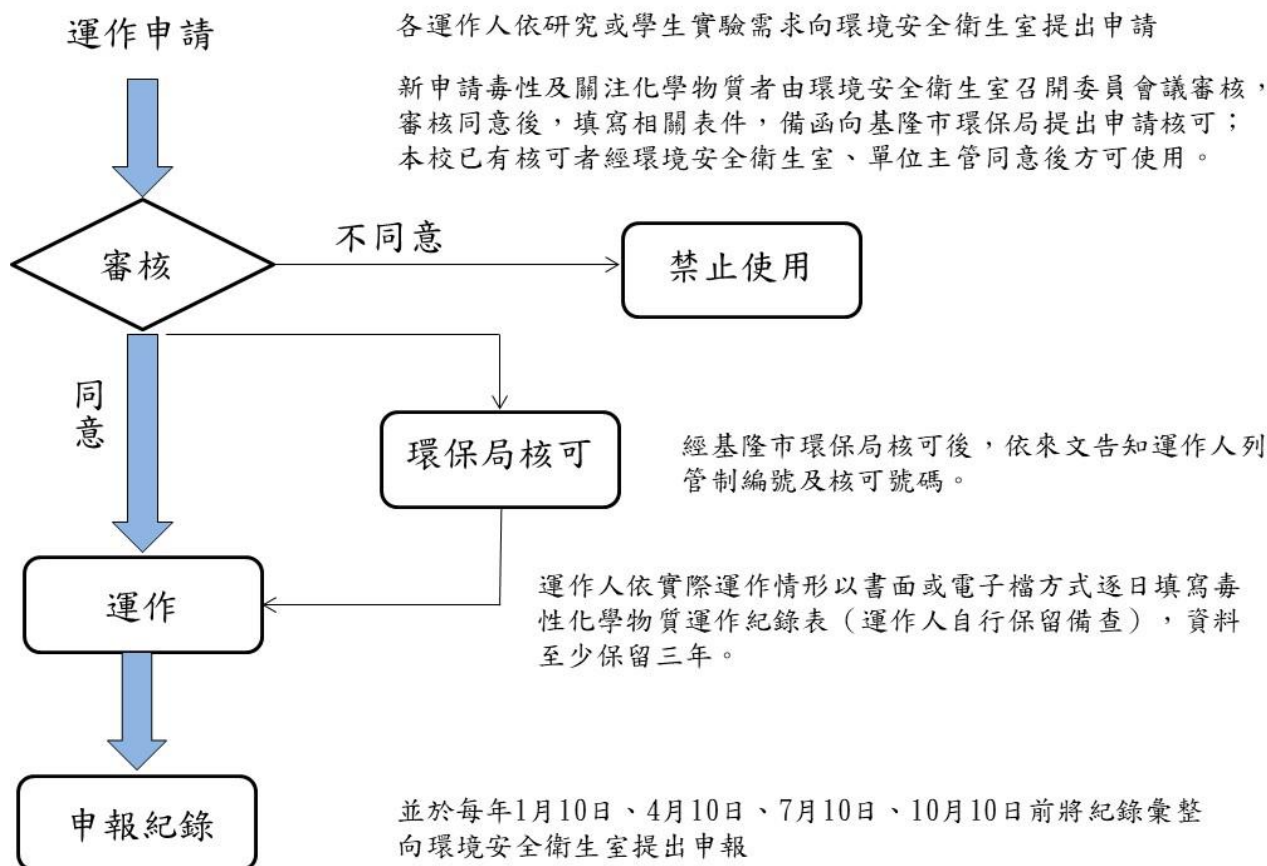 運作申請
各運作人依研究或學生實驗需求向環境安全衛生室提出申請
新申請毒性及關注化學物質者由環境安全衛生室召開委員會議審核，
審核同意後，填寫相關表件，備函向基隆市環保局提出申請核可；
本校已有核可者經環境安全衛生室、單位主管同意後方可使用。
審核
不同意
禁止使用
同意
環保局核可
經基隆市環保局核可後，依來文告知運作人列
管制編號及核可號碼。
運作
運作人依實際運作情形以書面或電子檔方式逐日填寫毒
性化學物質運作紀錄表（運作人自行保留備查），資料
至少保留三年。
申報紀錄
並於每年1月10日、4月10日、7月10日、10月10日前將紀錄彙整
向環境安全衛生室提出申報